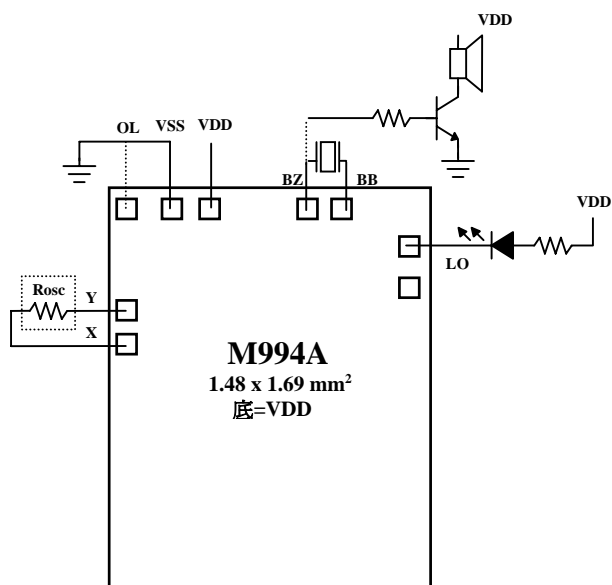 VDD
OL VSS VDD
BZ BB
VDD
LO
Rosc
Y
X
M994A
1.48 x 1.69 mm²
底=VDD